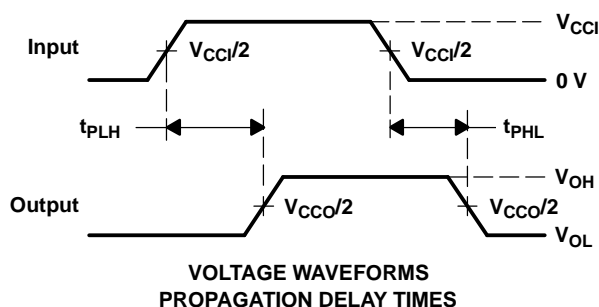 V_CCI
Input
V_CCI/2
V_CCI/2
0 V
t_PLH
t_PHL
V_OH
Output
V_CCO/2
V_CCO/2
V_OL
VOLTAGE WAVEFORMS
PROPAGATION DELAY TIMES